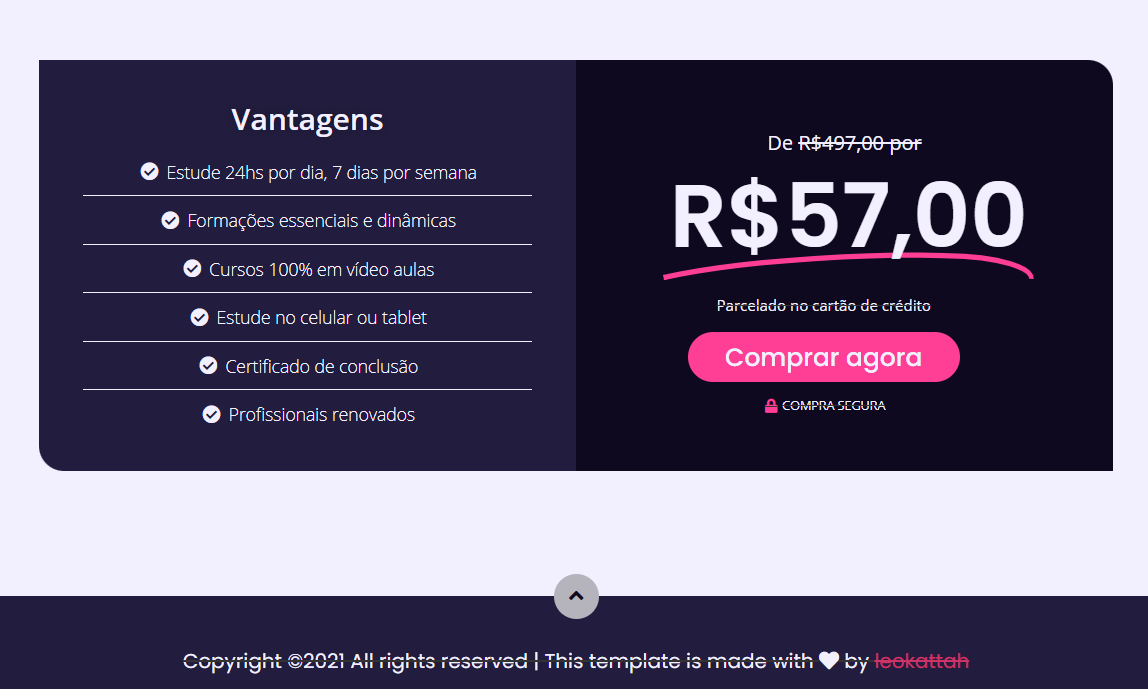 Vantagens
Estude 24hs por dia, 7 dias por semana
Formações essenciais e dinâmicas
Cursos 100% em vídeo aulas
Estude no celular ou tablet
Certificado de conclusão
Profissionais renovados
De R$497,00 por
R$57,00
Parcelado no cartão de crédito
Comprar agora
COMPRA SEGURA
Copyright ©2021 All rights reserved | This template is made with ♥ by leokattah